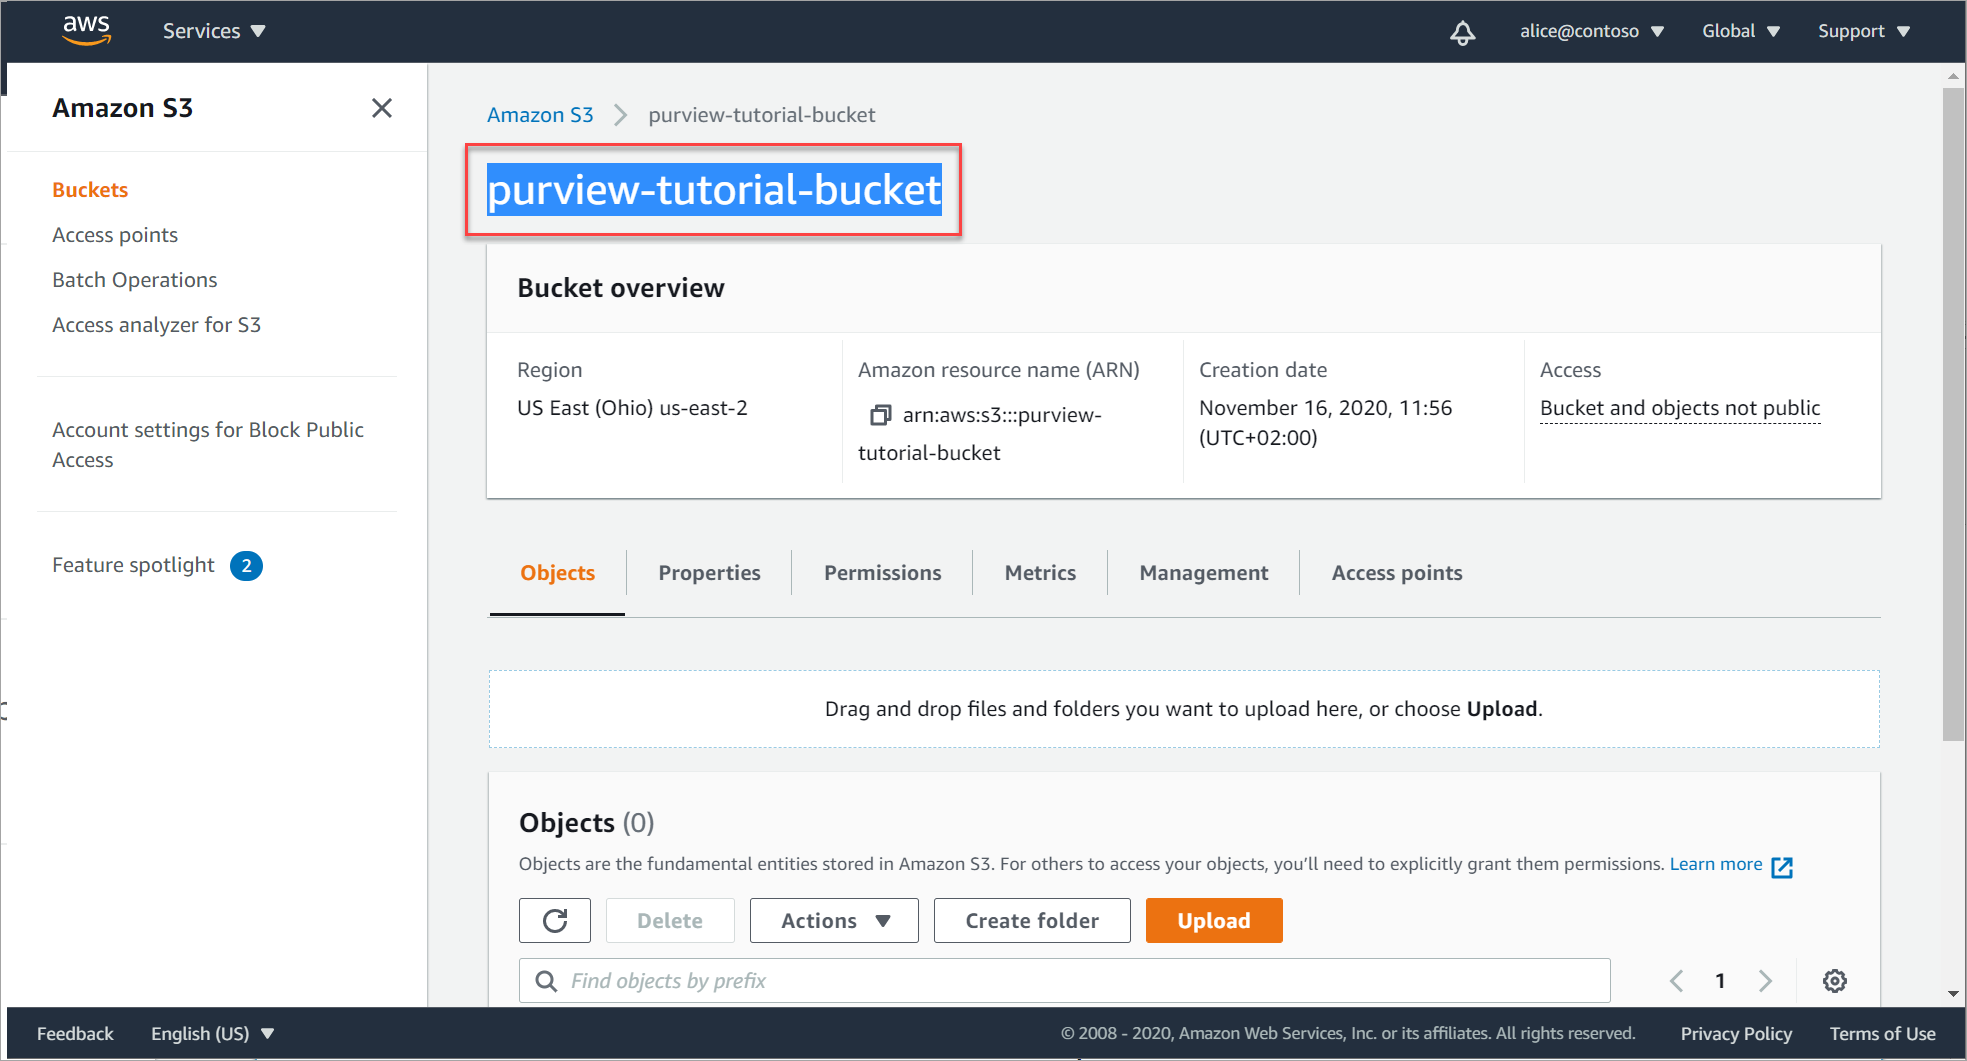 aws Services alice@contoso Global Support
Amazon S3
Buckets
Access points
Batch Operations
Access analyzer for S3
Account settings for Block Public
Access
Feature spotlight 2
Amazon S3 purview-tutorial-bucket
purview-tutorial-bucket
Bucket overview
Region
US East (Ohio) us-east-2
Amazon resource name (ARN)
arn:aws:s3:::purview-
tutorial-bucket
Creation date
November 16, 2020, 11:56
(UTC+02:00)
Access
Bucket and objects not public
Objects Properties Permissions Metrics Management Access points
Drag and drop files and folders you want to upload here, or choose Upload.
Objects (0)
Objects are the fundamental entities stored in Amazon S3. For others to access your objects, you’ll need to explicitly grant them permissions. Learn more
Delete Actions Create folder Upload
Find objects by prefix 1
Feedback English (US) © 2008 - 2020, Amazon Web Services, Inc. or its affiliates. All rights reserved. Privacy Policy Terms of Use